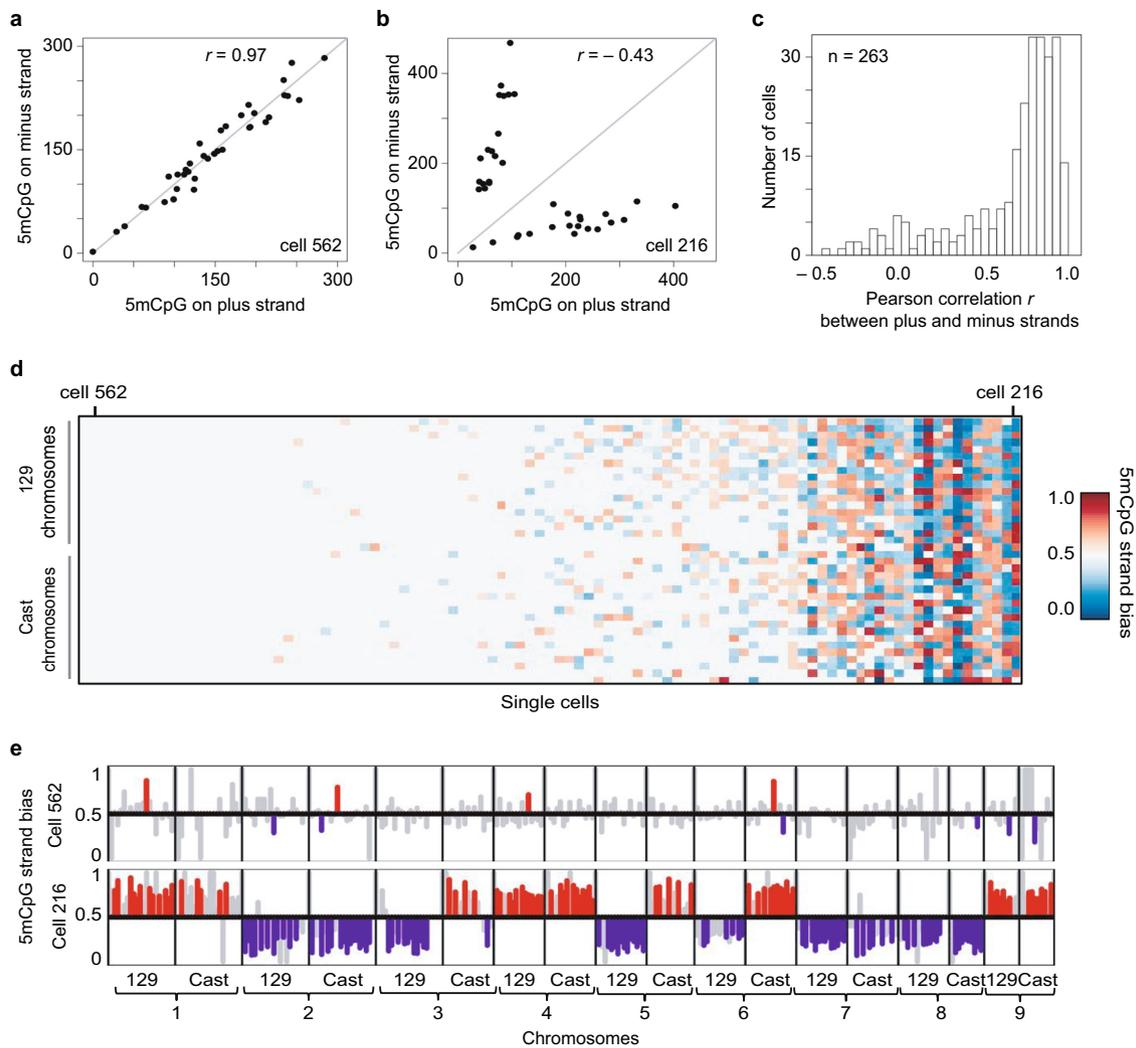 a
300
150
0
5mCpG on minus strand
r = 0.97
cell 562
0
150
300
5mCpG on plus strand
b
400
200
0
5mCpG on minus strand
r = – 0.43
cell 216
0
200
400
5mCpG on plus strand
c
30
15
0
Number of cells
n = 263
– 0.5
0.0
0.5
1.0
Pearson correlation r
between plus and minus strands
d
cell 562
cell 216
129
chromosomes
Cast
chromosomes
Single cells
1.0
0.5
0.0
5mCpG strand bias
e
5mCpG strand bias
Cell 562
1
0.5
0
Cell 216
1
0.5
0
129 Cast 129 Cast 129 Cast 129 Cast 129 Cast 129 Cast 129 Cast 129 Cast 129 Cast
1 2 3 4 5 6 7 8 9
Chromosomes